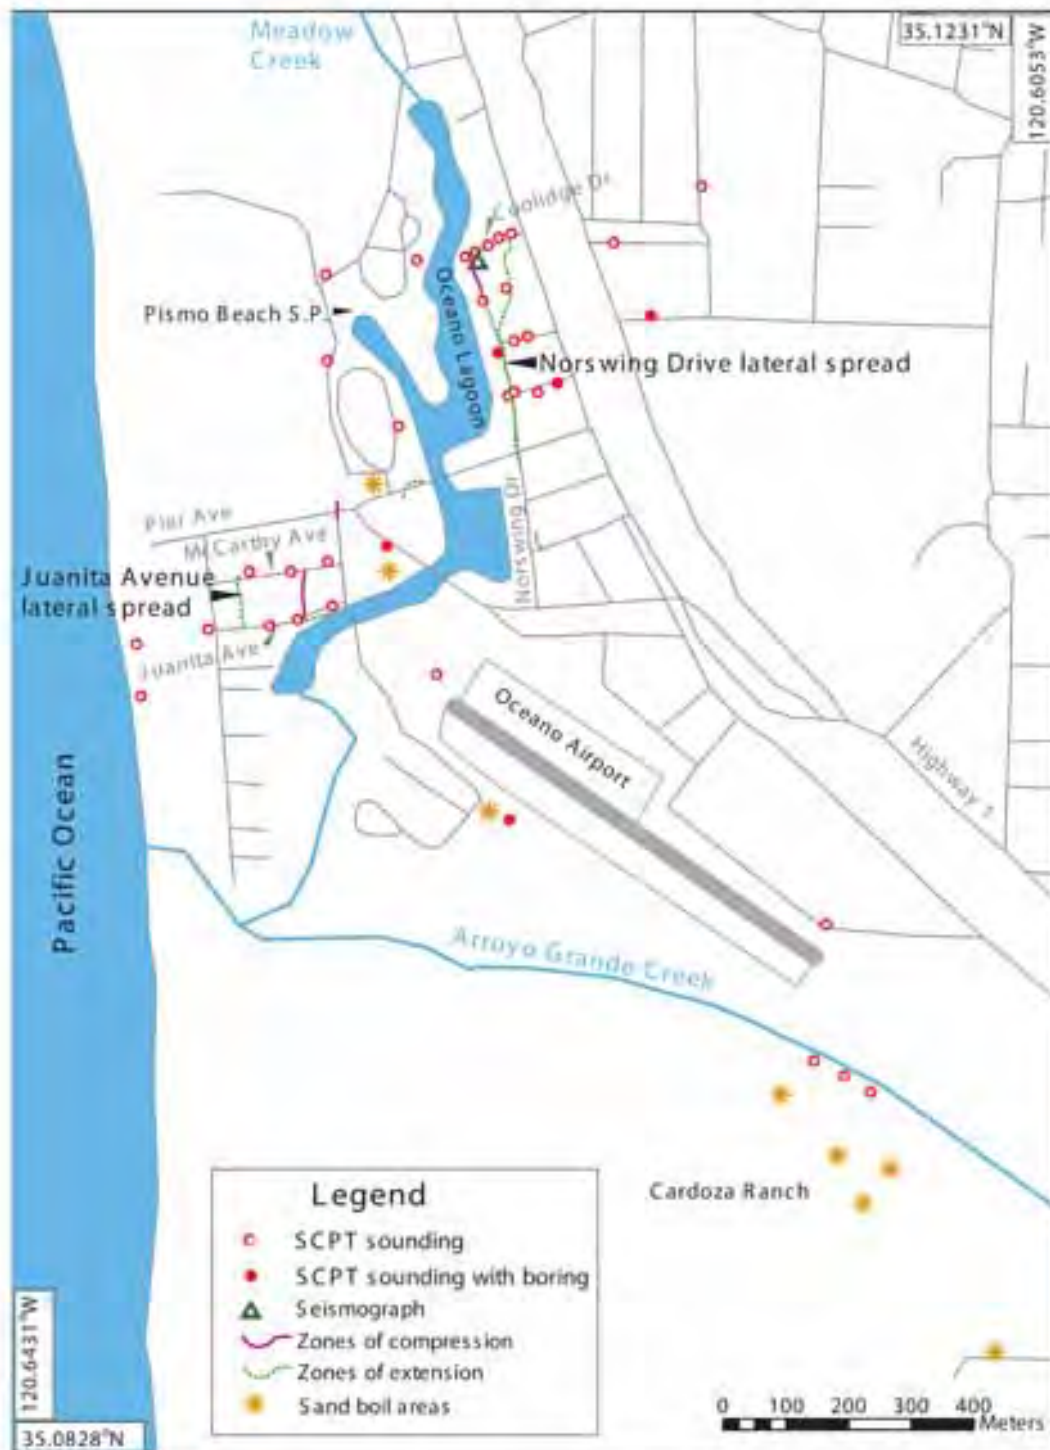 Meadow
Creek
35.1231°N
120.6053°W
Coolidge Dr
Pismo Beach S.P.
Oceano Lagoon
Norswing Drive lateral spread
Pier Ave
McCarthy Ave
Norswing Dr
Juanita Avenue
lateral spread
Juanita Ave
Oceano Airport
Highway 1
Pacific Ocean
Arroyo Grande Creek
Cardoza Ranch
Legend
SCPT sounding
SCPT sounding with boring
Seismograph
Zones of compression
Zones of extension
Sand boil areas
0 100 200 300 400
Meters
120.6431°W
35.0828°N